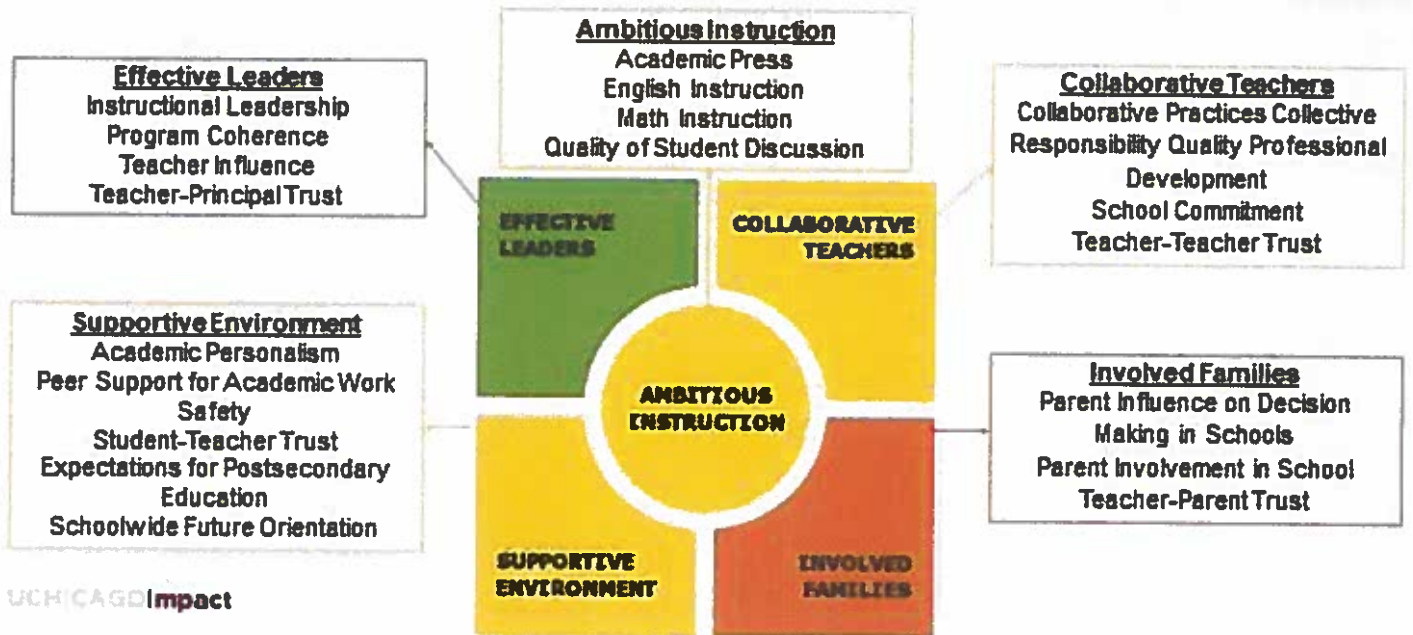 Ambitious Instruction
Academic Press
English Instruction
Math Instruction
Quality of Student Discussion
Effective Leaders
Instructional Leadership
Program Coherence
Teacher Influence
Teacher-Principal Trust
Collaborative Teachers
Collaborative Practices Collective
Responsibility Quality Professional
Development
School Commitment
Teacher-Teacher Trust
EFFECTIVE
LEADERS
COLLABORATIVE
TEACHERS
Supportive Environment
Academic Personalism
Peer Support for Academic Work
Safety
Student-Teacher Trust
Expectations for Postsecondary
Education
Schoolwide Future Orientation
AMBITIOUS
INSTRUCTION
Involved Families
Parent Influence on Decision
Making in Schools
Parent Involvement in School
Teacher-Parent Trust
SUPPORTIVE
ENVIRONMENT
INVOLVED
FAMILIES
UCHICAGO Impact